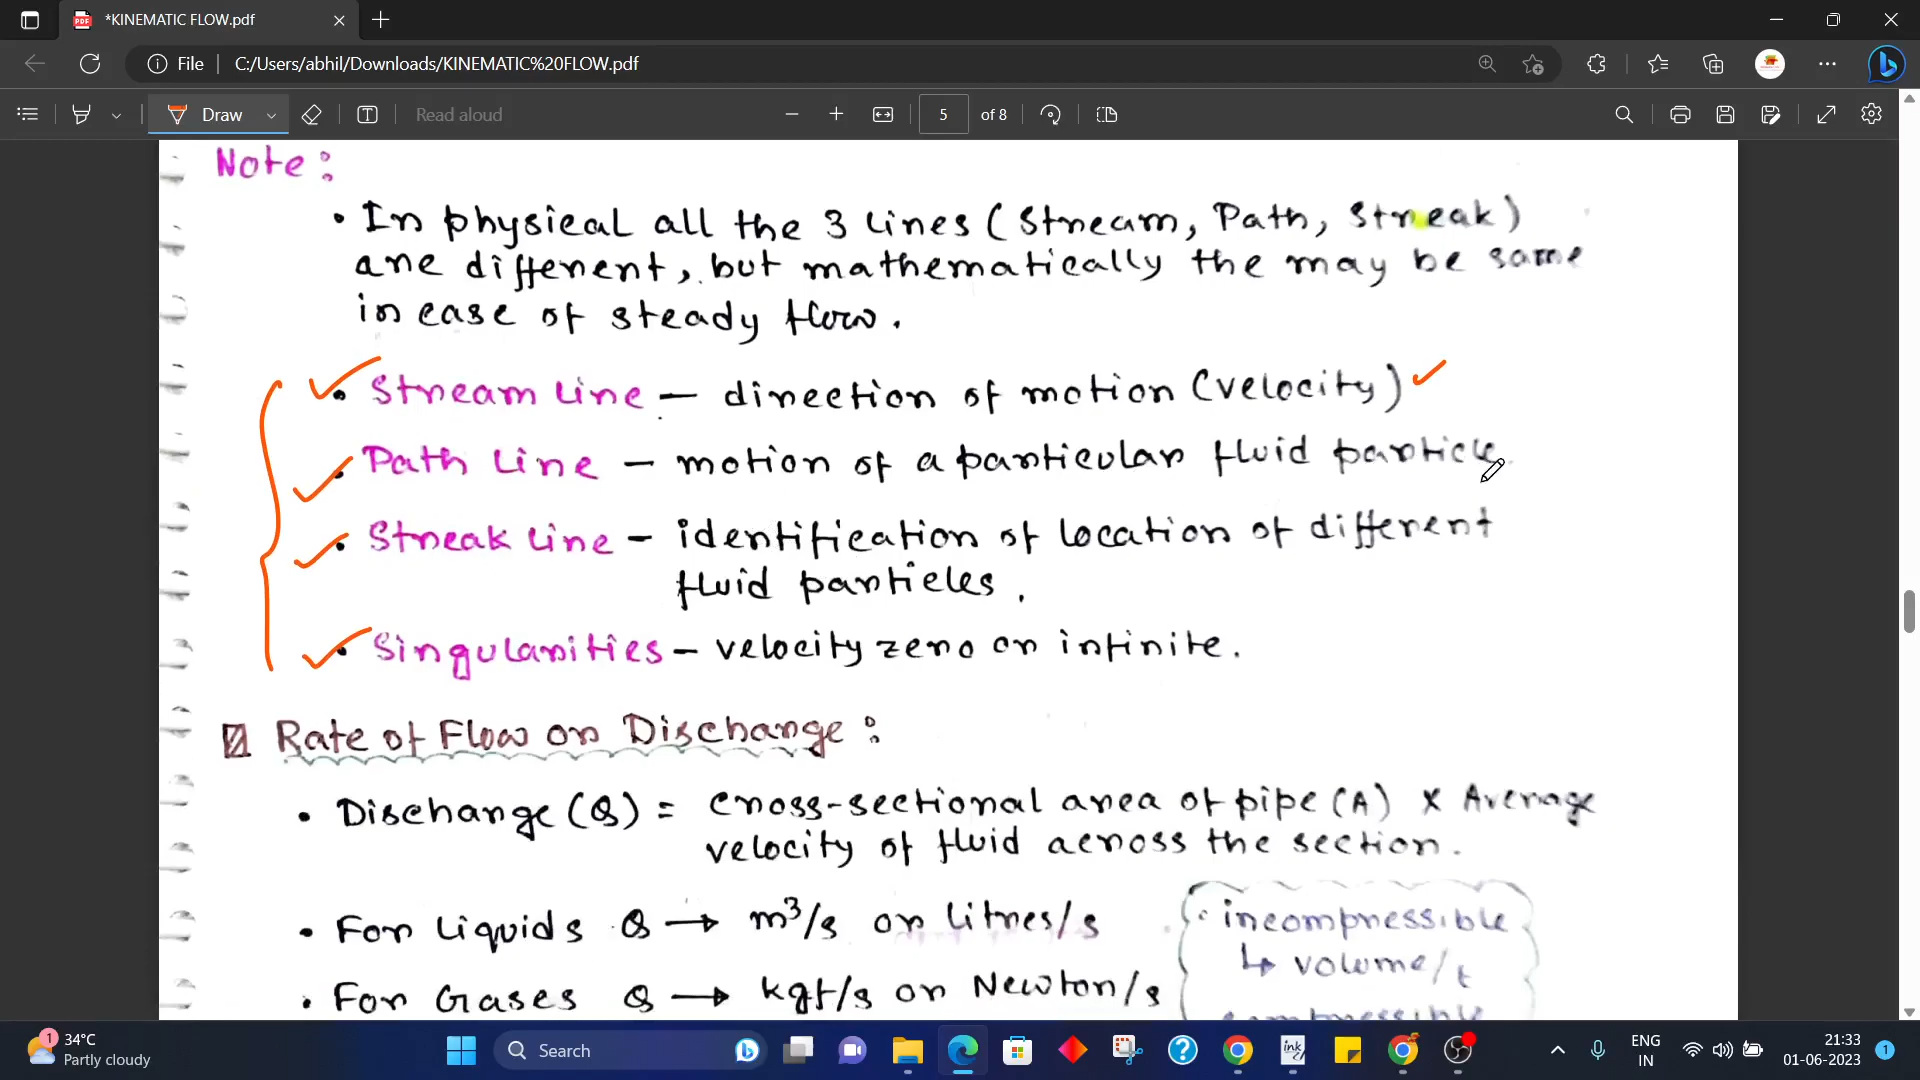 *KINEMATIC FLOW.pdf
File C:/Users/abhil/Downloads/KINEMATIC%20FLOW.pdf
Draw Read aloud 5 of 8
Note:
• In physical all the 3 lines (Stream, Path, Streak)
are different, but mathematically the may be same
in case of steady flow.
• Stream line — direction of motion (velocity)
• Path line — motion of a particular fluid particle
• Streak line — identification of location of different
fluid particles.
• Singularities — velocity zero or infinite.
Rate of Flow or Discharge :
• Discharge (Q) = cross-sectional area of pipe (A) x Average
velocity of fluid across the section.
• For liquids Q → m³/s or litres/s
• For Gases Q → kgf/s or Newton/s
• incompressible
↳ volume/t
compressible
34°C
Partly cloudy
Search
ENG
IN
21:33
01-06-2023